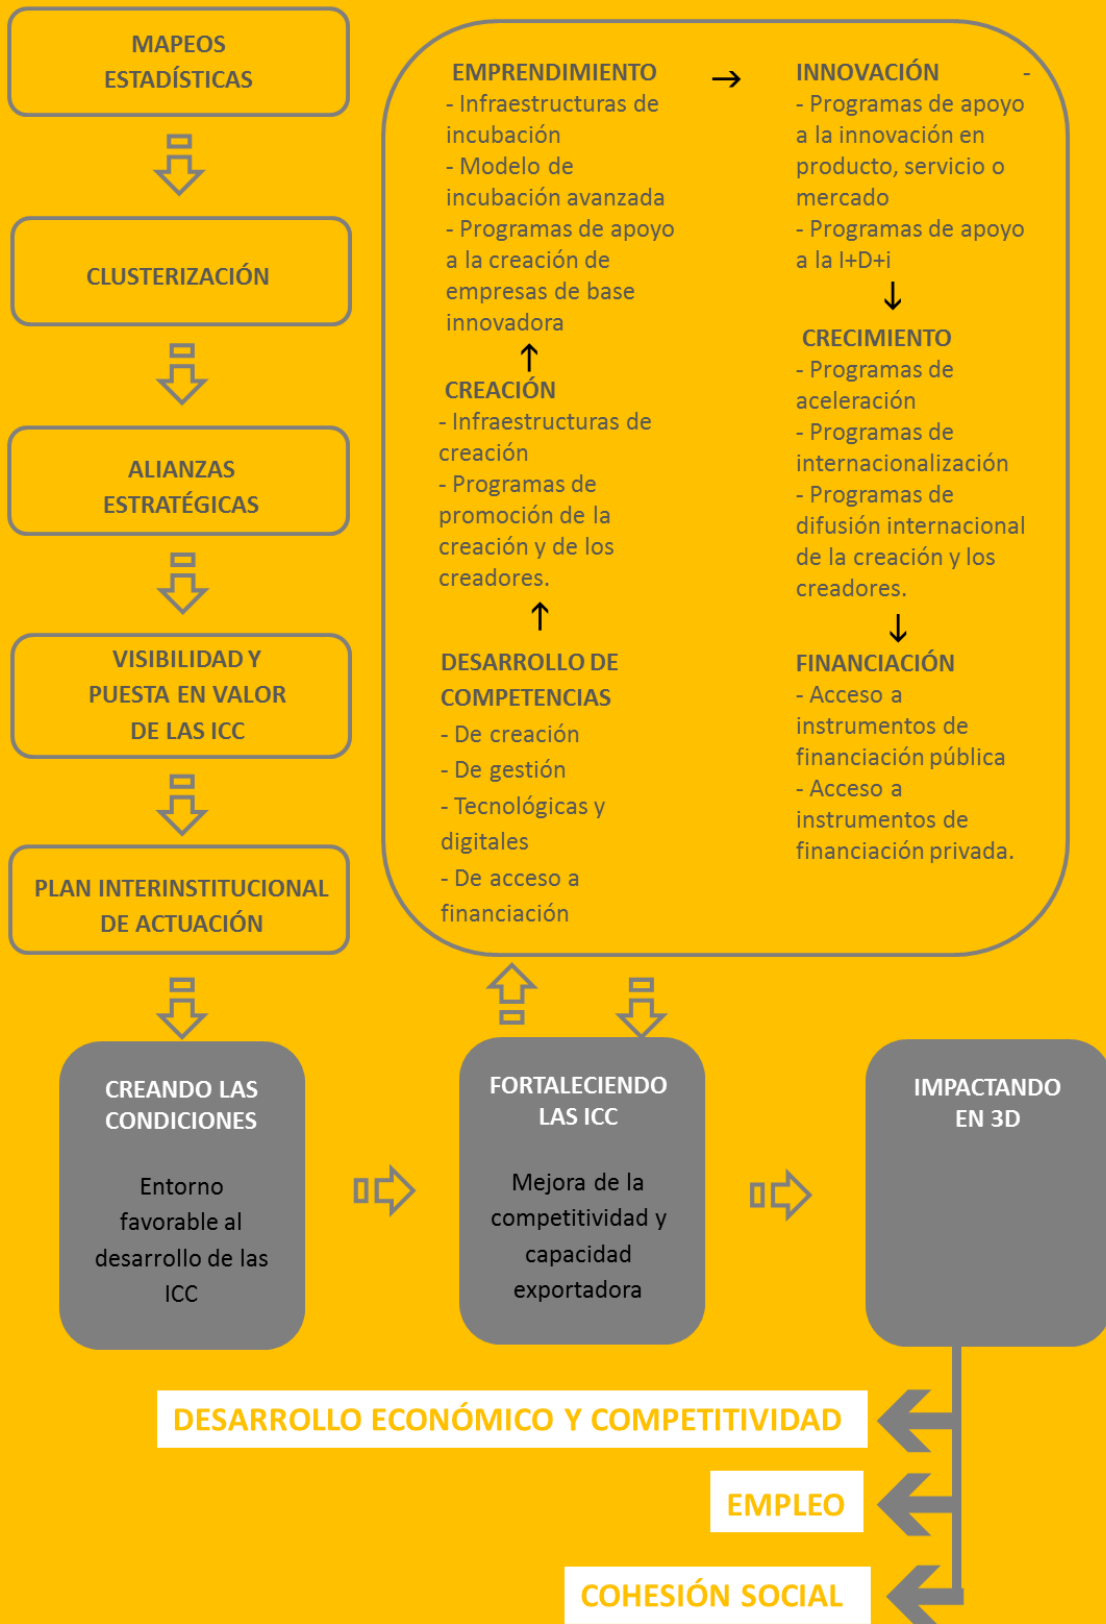 MAPEOS
ESTADÍSTICAS
CLUSTERIZACIÓN
ALIANZAS
ESTRATÉGICAS
VISIBILIDAD Y
PUESTA EN VALOR
DE LAS ICC
PLAN INTERINSTITUCIONAL
DE ACTUACIÓN
EMPRENDIMIENTO
- Infraestructuras de
incubación
- Modelo de
incubación avanzada
- Programas de apoyo
a la creación de
empresas de base
innovadora
CREACIÓN
- Infraestructuras de
creación
- Programas de
promoción de la
creación y de los
creadores.
DESARROLLO DE
COMPETENCIAS
- De creación
- De gestión
- Tecnológicas y
digitales
- De acceso a
financiación
INNOVACIÓN -
- Programas de apoyo
a la innovación en
producto, servicio o
mercado
- Programas de apoyo
a la I+D+i
CRECIMIENTO
- Programas de
aceleración
- Programas de
internacionalización
- Programas de
difusión internacional
de la creación y los
creadores.
FINANCIACIÓN
- Acceso a
instrumentos de
financiación pública
- Acceso a
instrumentos de
financiación privada.
CREANDO LAS
CONDICIONES
Entorno
favorable al
desarrollo de las
ICC
FORTALECIENDO
LAS ICC
Mejora de la
competitividad y
capacidad
exportadora
IMPACTANDO
EN 3D
DESARROLLO ECONÓMICO Y COMPETITIVIDAD
EMPLEO
COHESIÓN SOCIAL